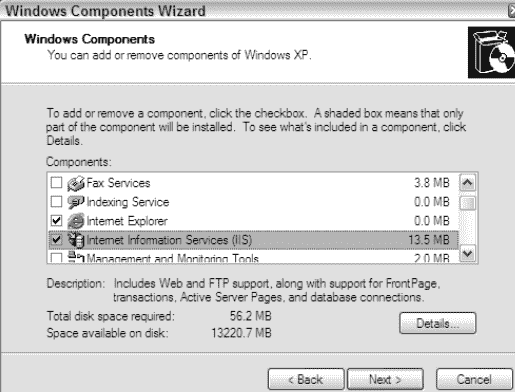 Windows Components Wizard
Windows Components
You can add or remove components of Windows XP.
To add or remove a component, click the checkbox. A shaded box means that only
part of the component will be installed. To see what's included in a component, click
Details.
Components:
Fax Services 3.8 MB
Indexing Service 0.0 MB
Internet Explorer 0.0 MB
Internet Information Services (IIS) 13.5 MB
Management and Monitoring Tools 2.0 MB
Description: Includes Web and FTP support, along with support for FrontPage,
transactions, Active Server Pages, and database connections.
Total disk space required: 56.2 MB
Space available on disk: 13220.7 MB
Details...
< Back Next > Cancel